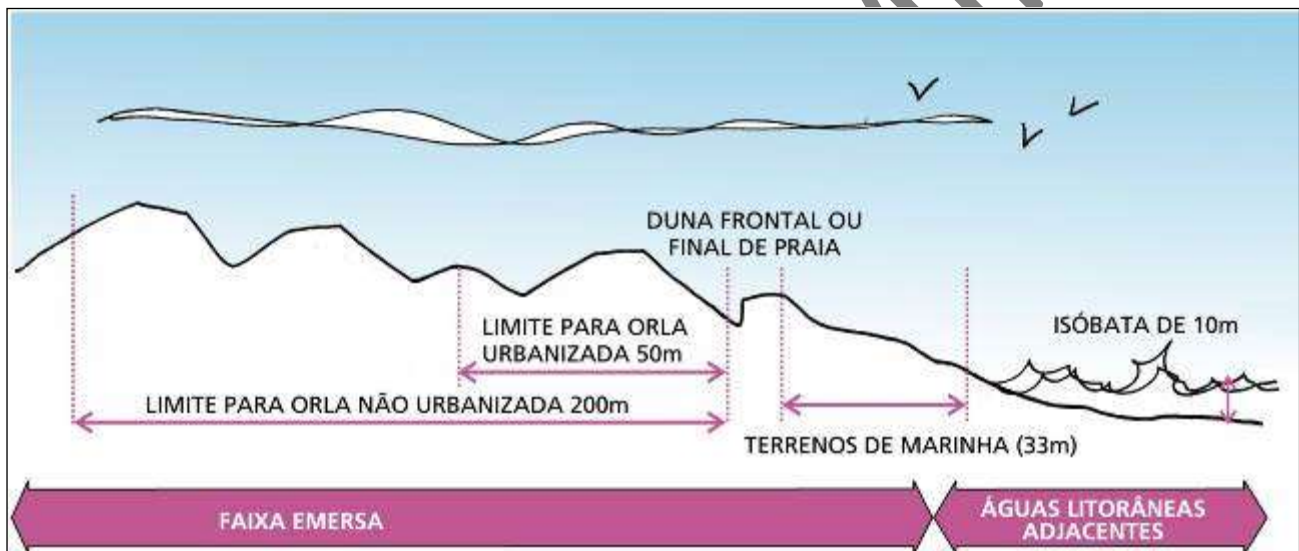 DUNA FRONTAL OU
FINAL DE PRAIA
LIMITE PARA ORLA
URBANIZADA 50m
ISÓBATA DE 10m
LIMITE PARA ORLA NÃO URBANIZADA 200m
TERRENOS DE MARINHA (33m)
FAIXA EMERSA
ÁGUAS LITORÂNEAS
ADJACENTES